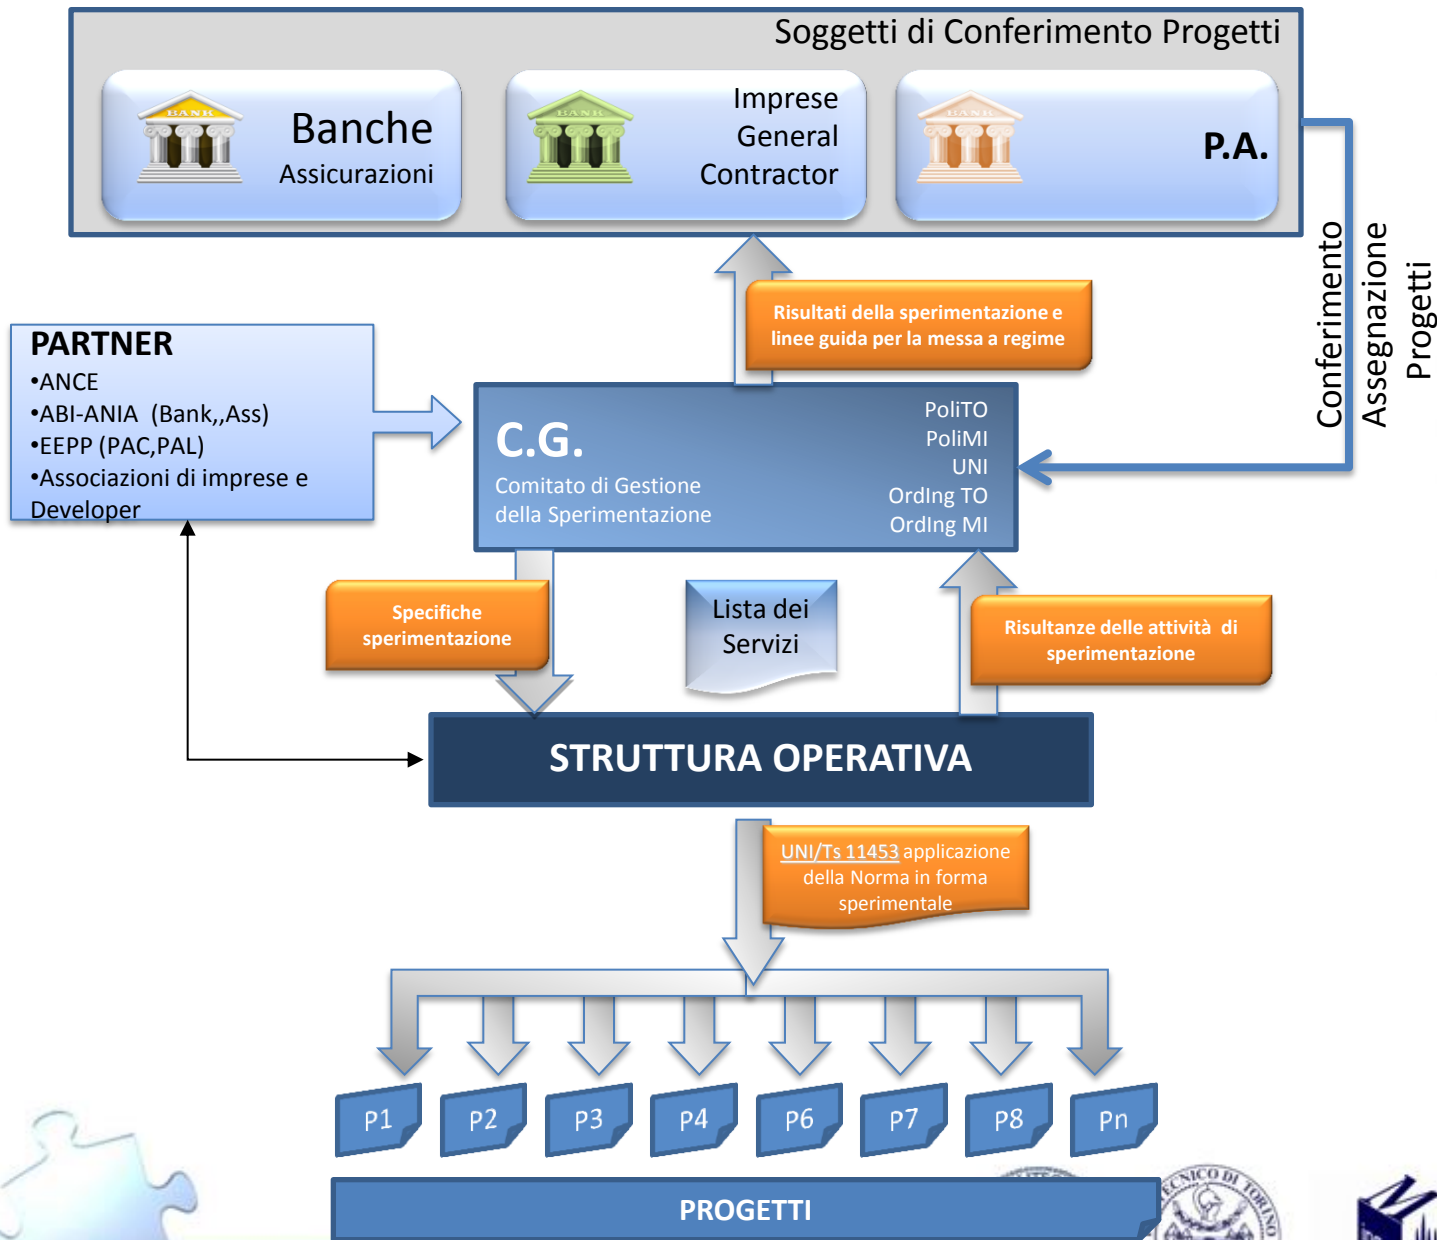 Soggetti di Conferimento Progetti
BANK
Banche
Assicurazioni
BANK
Imprese
General
Contractor
BANK
P.A.
Conferimento
Assegnazione
Progetti
Risultati della sperimentazione e
linee guida per la messa a regime
PARTNER
•ANCE
•ABI-ANIA (Bank,,Ass)
•EEPP (PAC,PAL)
•Associazioni di imprese e
Developer
C.G.
Comitato di Gestione
della Sperimentazione
PoliTO
PoliMI
UNI
OrdIng TO
OrdIng MI
Specifiche
sperimentazione
Lista dei
Servizi
Risultanze delle attività di
sperimentazione
STRUTTURA OPERATIVA
UNI/Ts 11453 applicazione
della Norma in forma
sperimentale
P1
P2
P3
P4
P6
P7
P8
Pn
PROGETTI